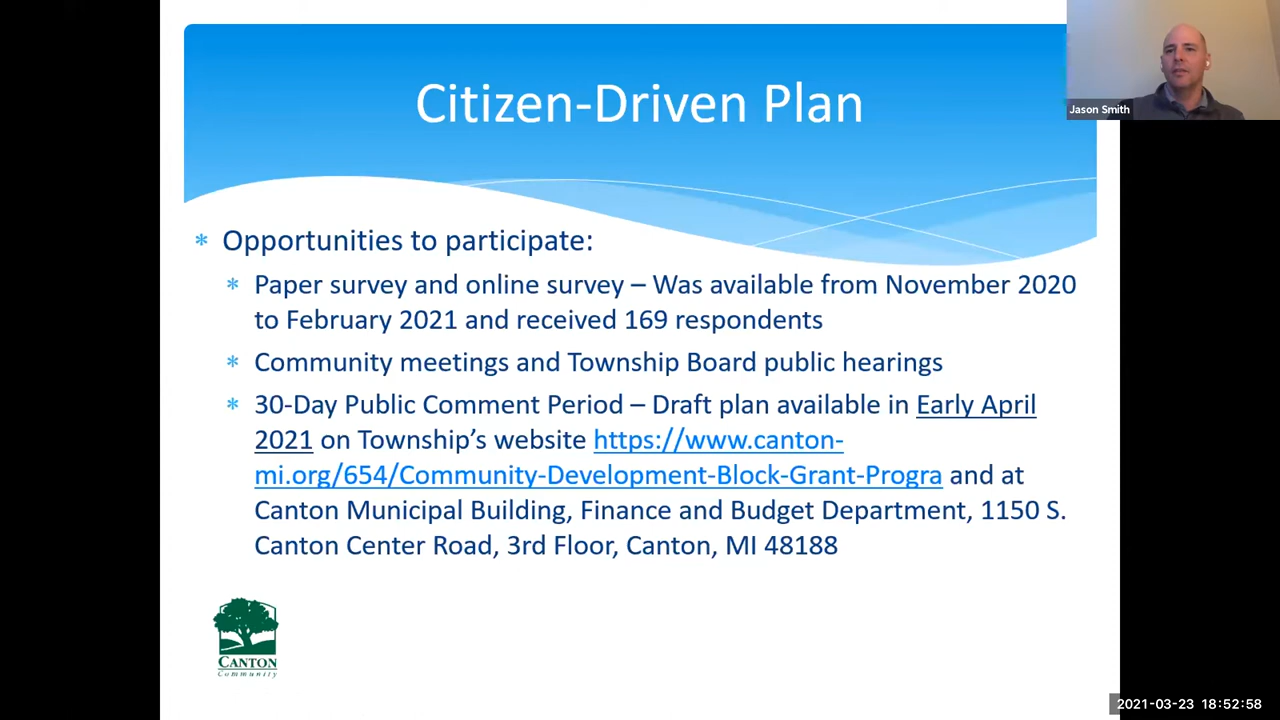 Citizen-Driven Plan
Jason Smith
* Opportunities to participate:
* Paper survey and online survey – Was available from November 2020
to February 2021 and received 169 respondents
* Community meetings and Township Board public hearings
* 30-Day Public Comment Period – Draft plan available in Early April
2021 on Township’s website https://www.canton-
mi.org/654/Community-Development-Block-Grant-Progra and at
Canton Municipal Building, Finance and Budget Department, 1150 S.
Canton Center Road, 3rd Floor, Canton, MI 48188
CANTON
Community
2021-03-23 18:52:58